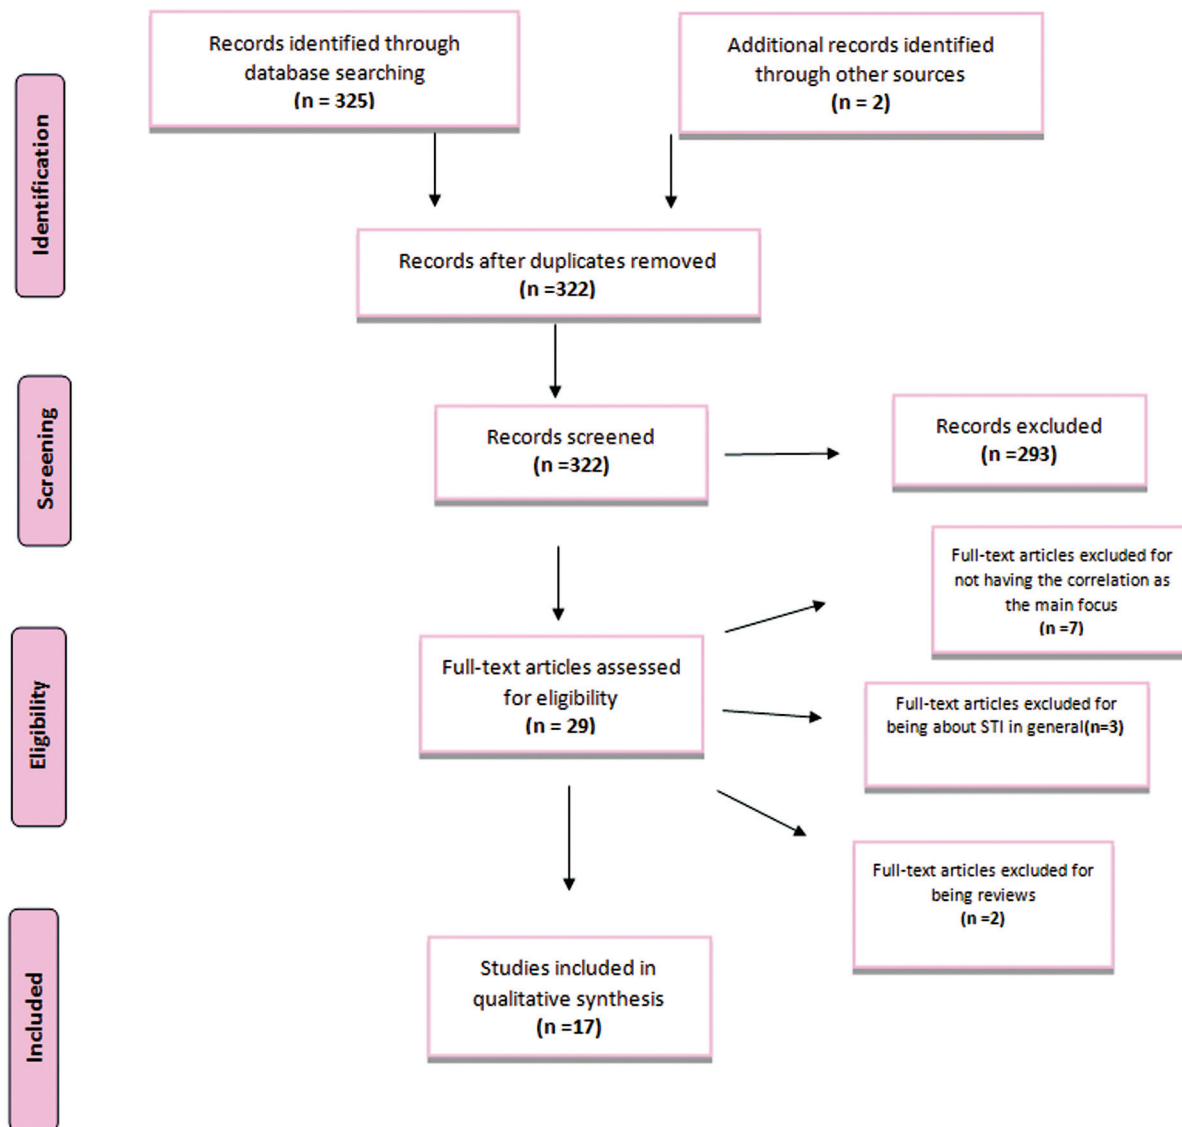 Records identified through
database searching
(n = 325)
Additional records identified
through other sources
(n = 2)
Identification
Records after duplicates removed
(n =322)
Screening
Records screened
(n =322)
Records excluded
(n =293)
Full-text articles excluded for
not having the correlation as
the main focus
(n =7)
Eligibility
Full-text articles assessed
for eligibility
(n = 29)
Full-text articles excluded for
being about STI in general(n=3)
Full-text articles excluded for
being reviews
(n =2)
Included
Studies included in
qualitative synthesis
(n =17)